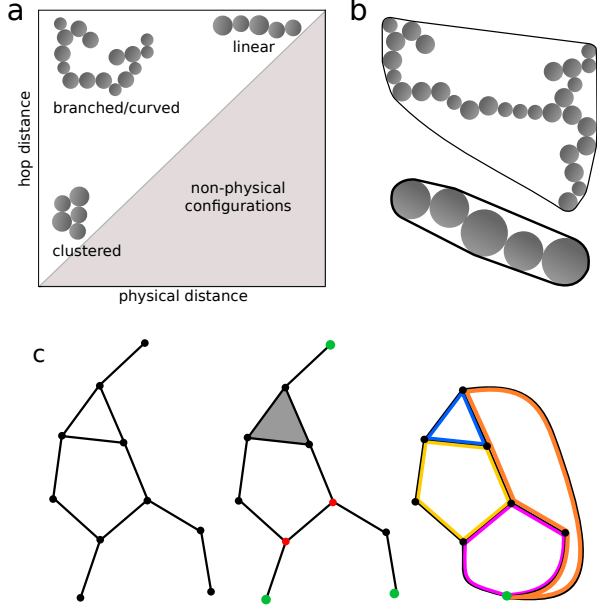 a
b
linear
branched/curved
hop distance
non-physical
configurations
clustered
physical distance
c